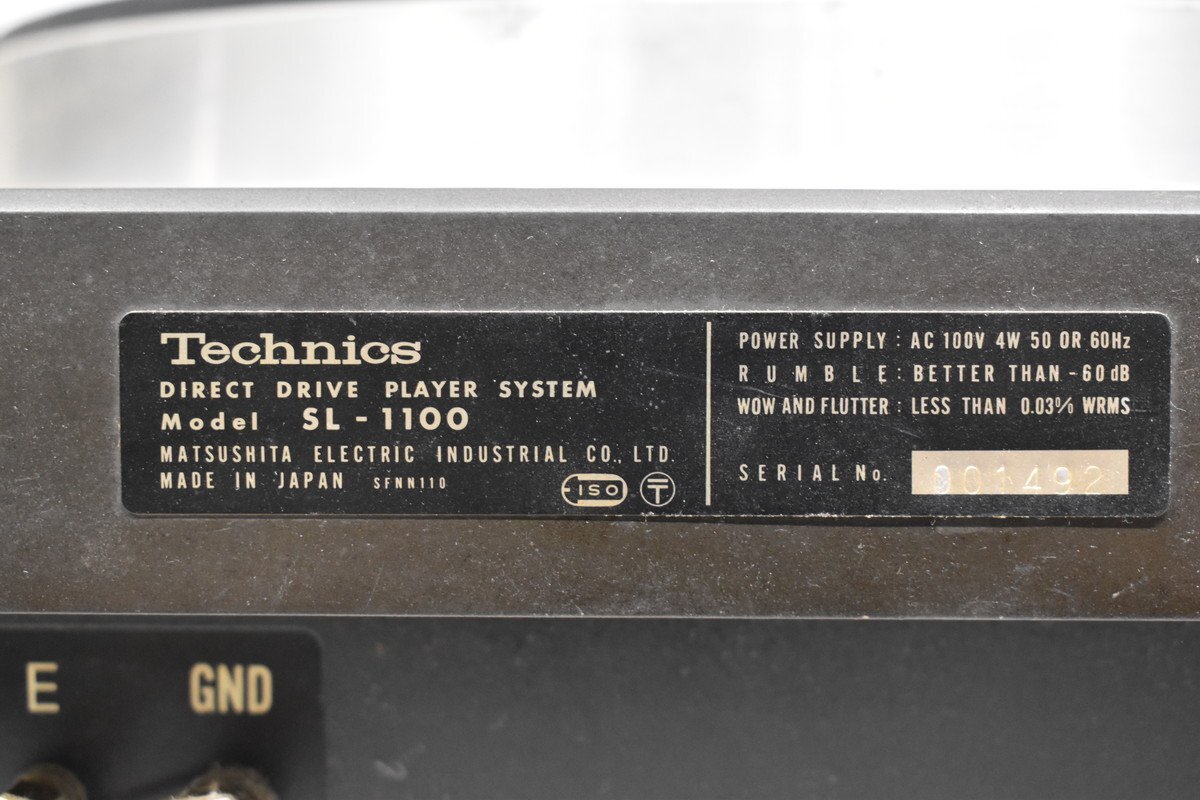 Technics
DIRECT DRIVE PLAYER SYSTEM
Model SL-1100
MATSUSHITA ELECTRIC INDUSTRIAL CO., LTD.
MADE IN JAPAN SFNN110
ISO
POWER SUPPLY : AC 100V 4W 50 OR 60Hz
RUMBLE : BETTER THAN -60 dB
WOW AND FLUTTER : LESS THAN 0.03% WRMS
SERIAL No.
E
GND